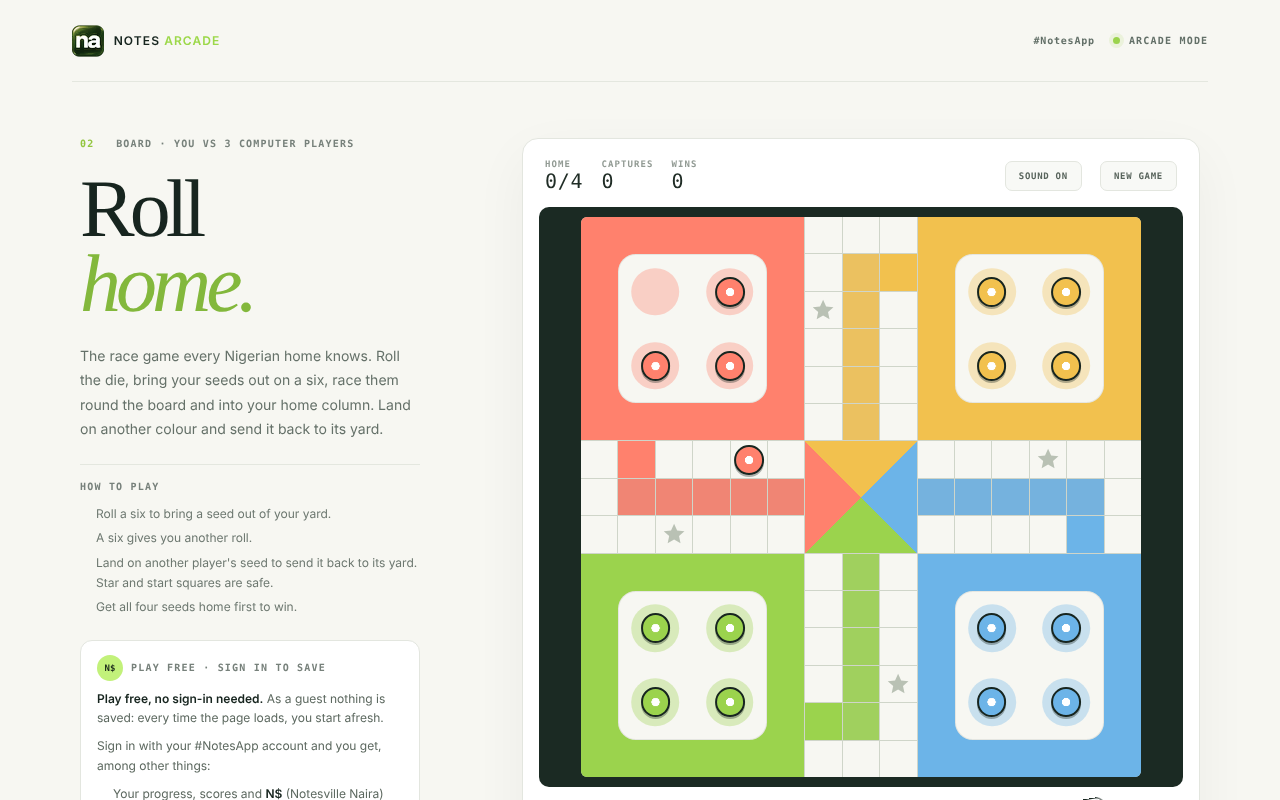 na NOTES ARCADE
#NotesApp ARCADE MODE
02 BOARD · YOU VS 3 COMPUTER PLAYERS
Roll
home.
The race game every Nigerian home knows. Roll
the die, bring your seeds out on a six, race them
round the board and into your home column. Land
on another colour and send it back to its yard.
HOW TO PLAY
Roll a six to bring a seed out of your yard.
A six gives you another roll.
Land on another player's seed to send it back to its yard.
Star and start squares are safe.
Get all four seeds home first to win.
N$ PLAY FREE · SIGN IN TO SAVE
Play free, no sign-in needed. As a guest nothing is
saved: every time the page loads, you start afresh.
Sign in with your #NotesApp account and you get,
among other things:
Your progress, scores and N$ (Notesville Naira)
HOME CAPTURES WINS
0/4 0 0
SOUND ON NEW GAME